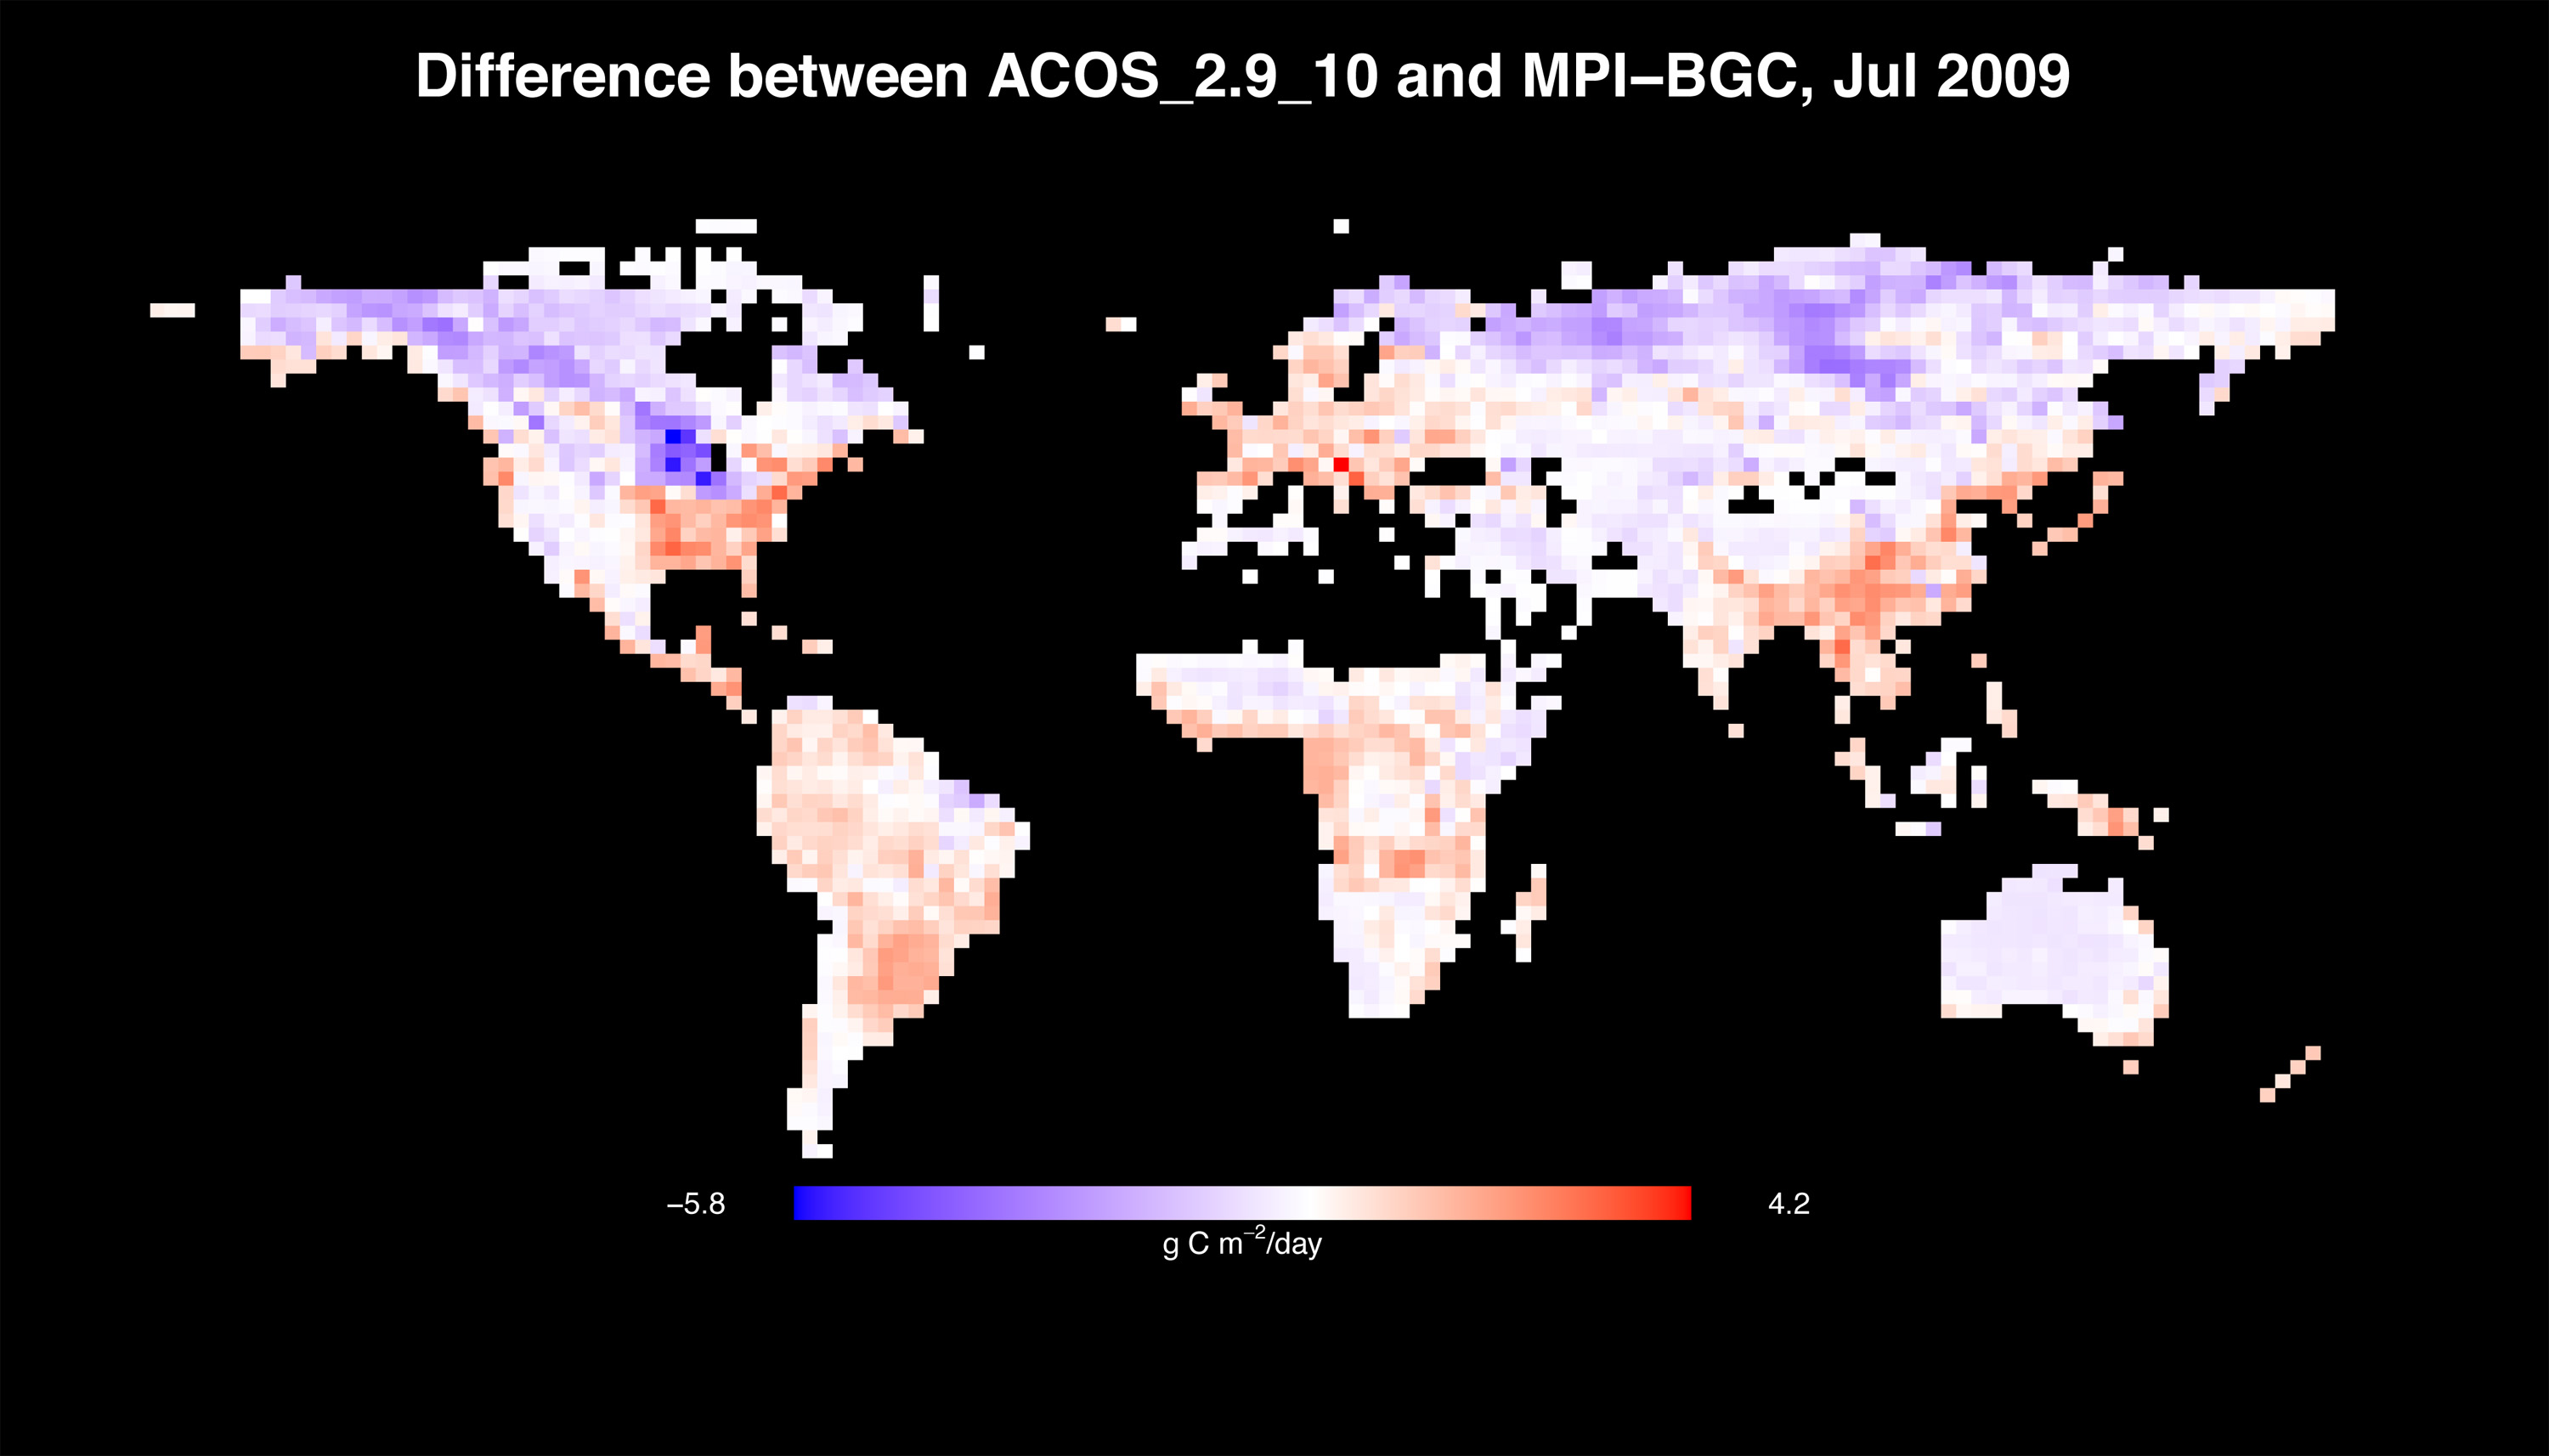 Difference between ACOS_2.9_10 and MPI−BGC, Jul 2009
−5.8
4.2
g C m⁻²/day